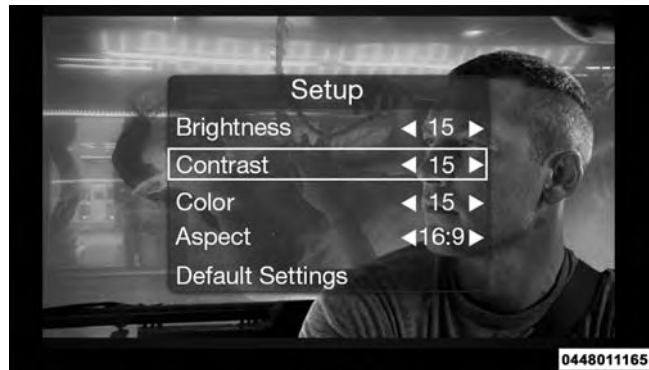 Setup
Brightness ◀ 15 ▶
Contrast ◀ 15 ▶
Color ◀ 15 ▶
Aspect ◀16:9▶
Default Settings
0448011165